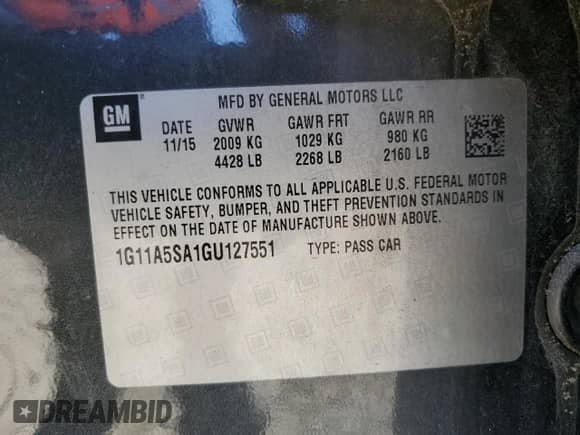 GM
MFD BY GENERAL MOTORS LLC
DATE GVWR GAWR FRT GAWR RR
11/15 2009 KG 1029 KG 980 KG
4428 LB 2268 LB 2160 LB
THIS VEHICLE CONFORMS TO ALL APPLICABLE U.S. FEDERAL MOTOR
VEHICLE SAFETY, BUMPER, AND THEFT PREVENTION STANDARDS IN
EFFECT ON THE DATE OF MANUFACTURE SHOWN ABOVE.
1G11A5SA1GU127551 TYPE: PASS CAR
DREAMBID